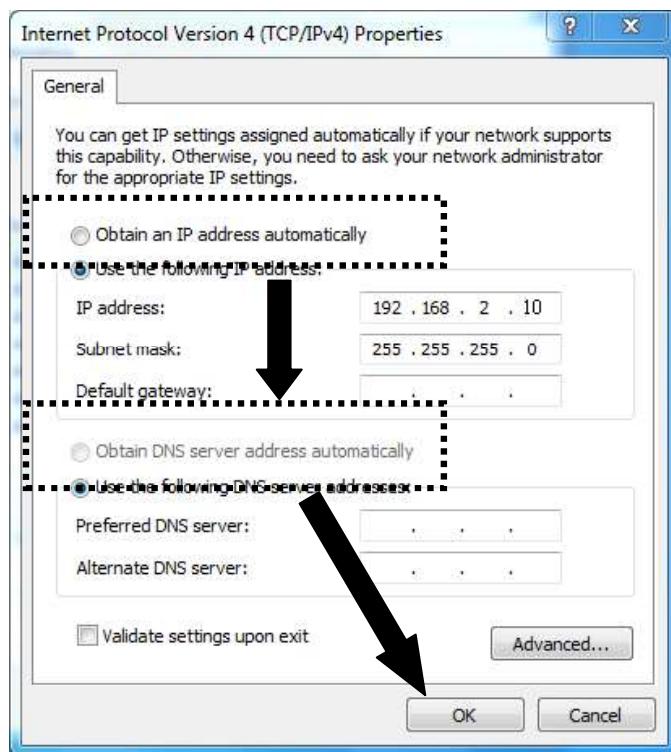 Internet Protocol Version 4 (TCP/IPv4) Properties
General
You can get IP settings assigned automatically if your network supports
this capability. Otherwise, you need to ask your network administrator
for the appropriate IP settings.
Obtain an IP address automatically
Use the following IP address:
IP address: 192 . 168 . 2 . 10
Subnet mask: 255 . 255 . 255 . 0
Default gateway: . . .
Obtain DNS server address automatically
Use the following DNS server addresses:
Preferred DNS server: . . .
Alternate DNS server: . . .
Validate settings upon exit
Advanced...
OK Cancel